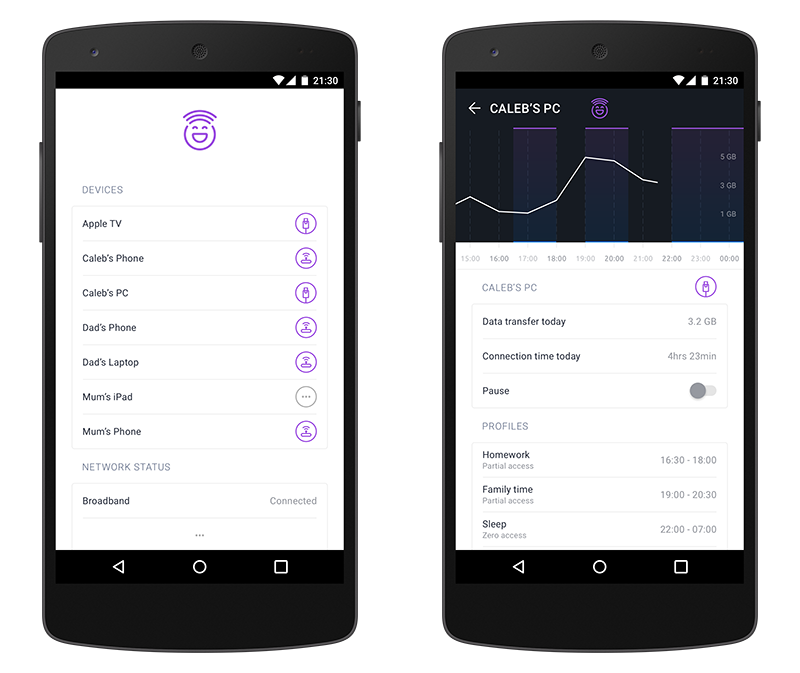 21:30
DEVICES
Apple TV
Caleb's Phone
Caleb's PC
Dad's Phone
Dad's Laptop
Mum's iPad
Mum's Phone
NETWORK STATUS
Broadband Connected
...
21:30
CALEB'S PC
5 GB
3 GB
1 GB
15:00 16:00 17:00 18:00 19:00 20:00 21:00 22:00 23:00 00:00
CALEB'S PC
Data transfer today 3.2 GB
Connection time today 4hrs 23min
Pause
PROFILES
Homework 16:30 - 18:00
Partial access
Family time 19:00 - 20:30
Partial access
Sleep 22:00 - 07:00
Zero access